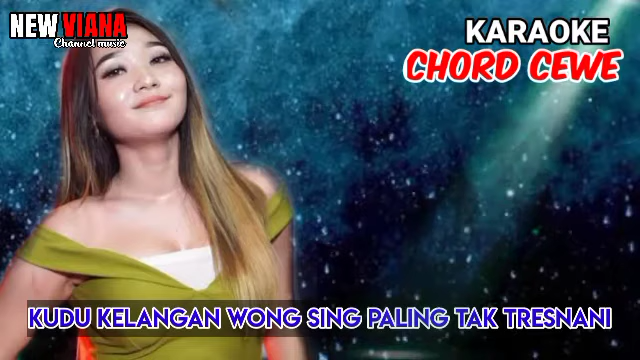 NEW VIANA
Channel music
KARAOKE
CHORD CEWE
KUDU KELANGAN WONG SING PALING TAK TRESNANI